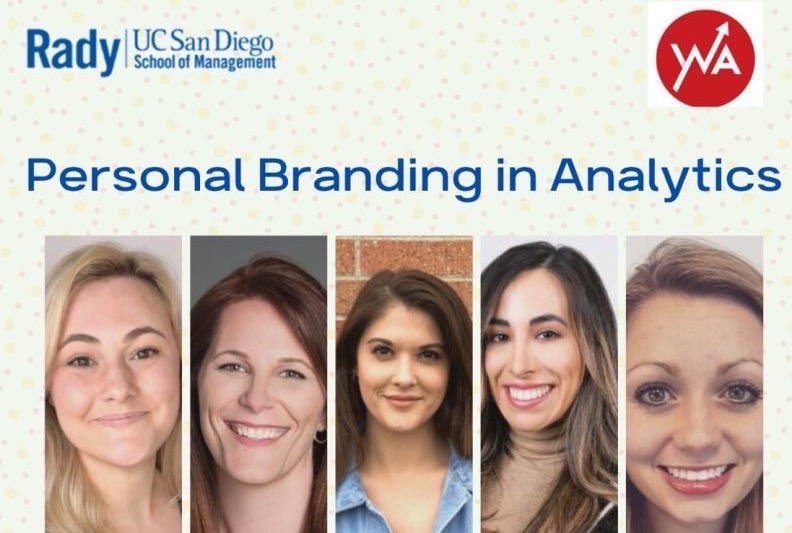 Rady
UC San Diego
School of Management
WA
Personal Branding in Analytics